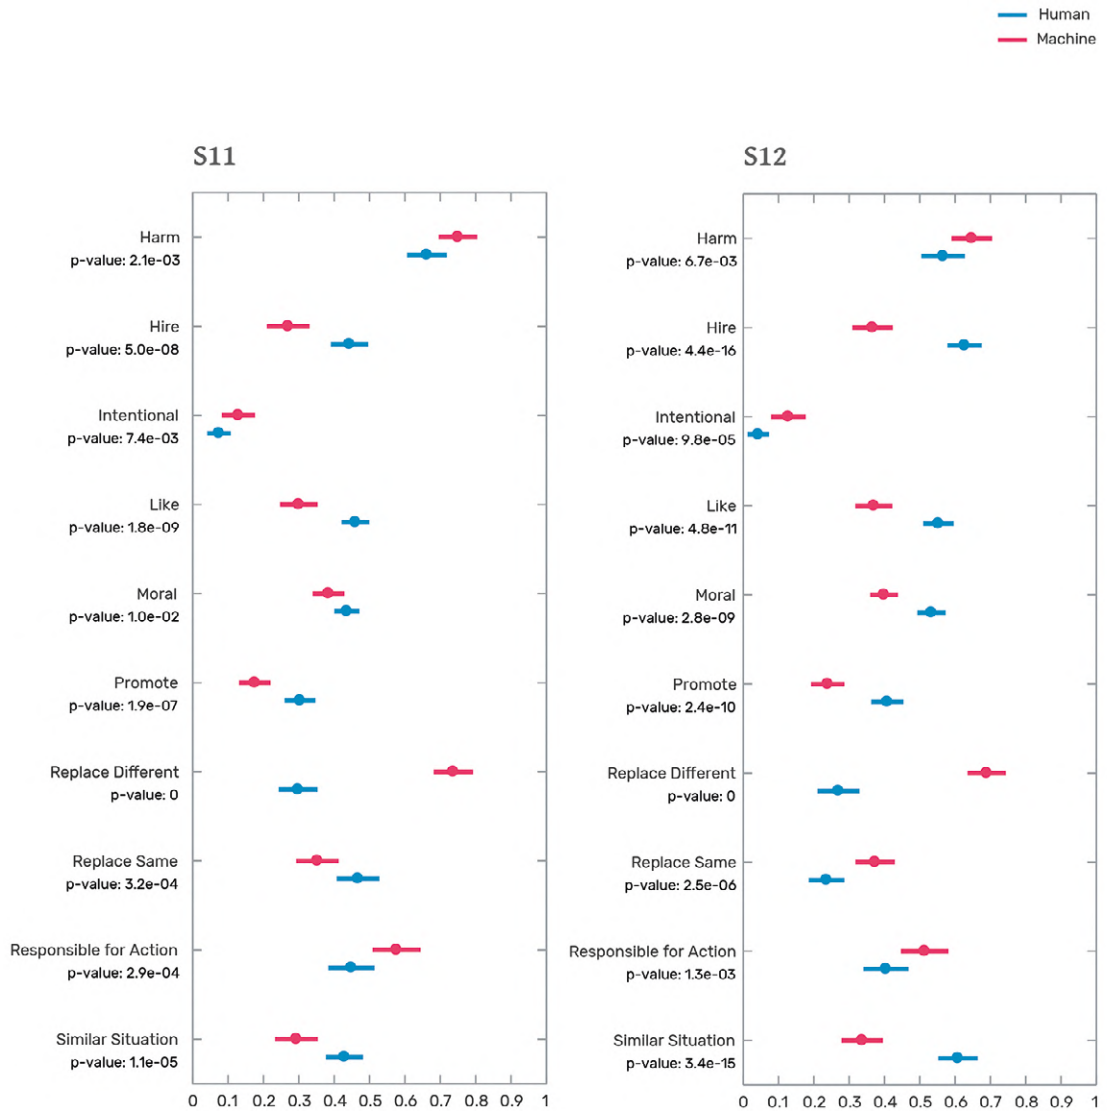 Human
Machine
S11
Harm
p-value: 2.1e-03
Hire
p-value: 5.0e-08
Intentional
p-value: 7.4e-03
Like
p-value: 1.8e-09
Moral
p-value: 1.0e-02
Promote
p-value: 1.9e-07
Replace Different
p-value: 0
Replace Same
p-value: 3.2e-04
Responsible for Action
p-value: 2.9e-04
Similar Situation
p-value: 1.1e-05
0 0.1 0.2 0.3 0.4 0.5 0.6 0.7 0.8 0.9 1
S12
Harm
p-value: 6.7e-03
Hire
p-value: 4.4e-16
Intentional
p-value: 9.8e-05
Like
p-value: 4.8e-11
Moral
p-value: 2.8e-09
Promote
p-value: 2.4e-10
Replace Different
p-value: 0
Replace Same
p-value: 2.5e-06
Responsible for Action
p-value: 1.3e-03
Similar Situation
p-value: 3.4e-15
0 0.1 0.2 0.3 0.4 0.5 0.6 0.7 0.8 0.9 1